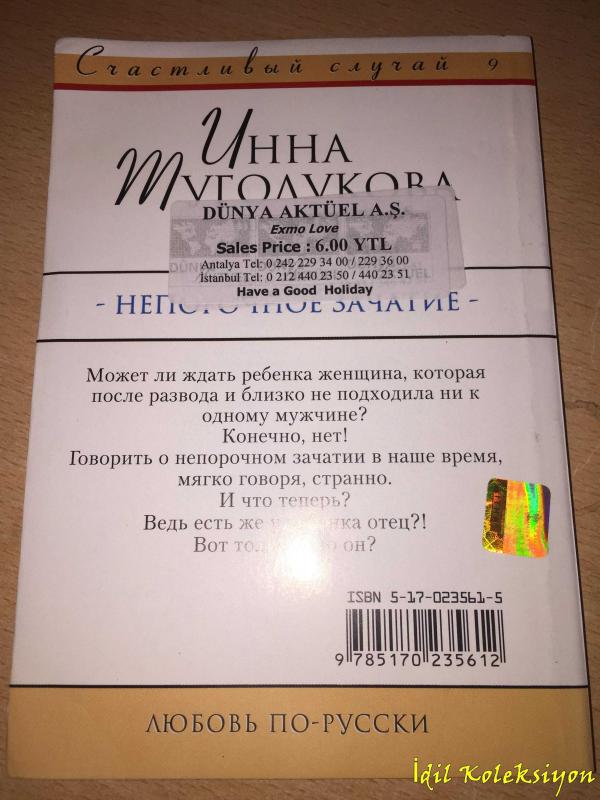 Счастливый случай 9
Инна
Туголукова
DÜNYA AKTÜEL A.Ş.
Exmo Love
Sales Price : 6.00 YTL
Antalya Tel: 0 242 229 34 00 / 229 36 00
İstanbul Tel: 0 212 440 23 50 / 440 23 51
Have a Good Holiday
- НЕПОРОЧНОЕ ЗАЧАТИЕ -
Может ли ждать ребенка женщина, которая
после развода и близко не подходила ни к
одному мужчине?
Конечно, нет!
Говорить о непорочном зачатии в наше время,
мягко говоря, странно.
И что теперь?
Ведь есть же отец?!
Вот он?
ISBN 5-17-023561-5
9 785170 235612
ЛЮБОВЬ ПО-РУССКИ
İdil Koleksiyon